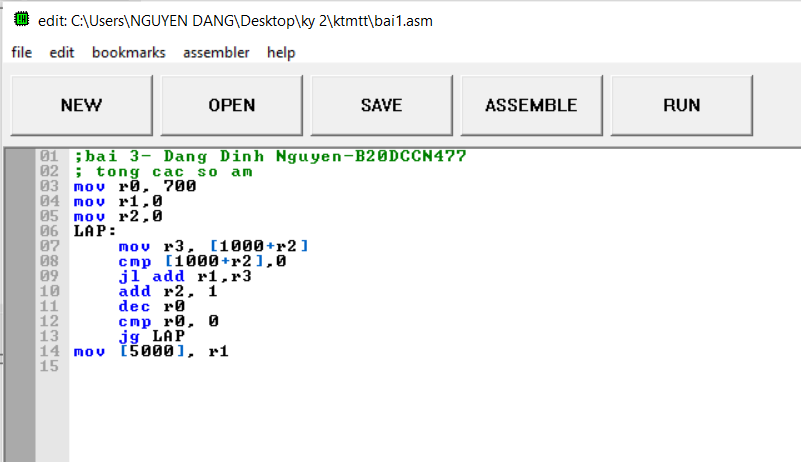 edit: C:\Users\NGUYEN DANG\Desktop\ky 2\ktmtt\bai1.asm
file edit bookmarks assembler help
NEW OPEN SAVE ASSEMBLE RUN
01 ;bai 3- Dang Dinh Nguyen-B20DCCN477
02 ; tong cac so am
03 mov r0, 700
04 mov r1,0
05 mov r2,0
06 LAP:
07 mov r3, [1000+r2]
08 cmp [1000+r2],0
09 jl add r1,r3
10 add r2, 1
11 dec r0
12 cmp r0, 0
13 jg LAP
14 mov [5000], r1
15